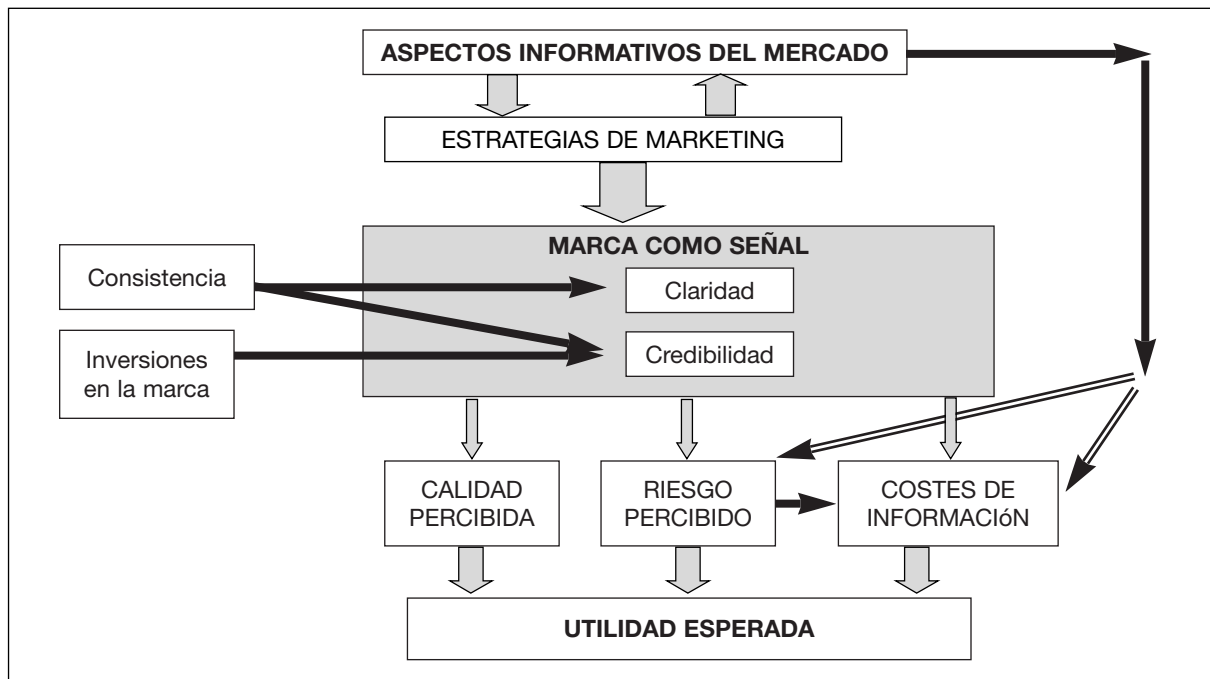 ASPECTOS INFORMATIVOS DEL MERCADO
ESTRATEGIAS DE MARKETING
MARCA COMO SEÑAL
Consistencia
Claridad
Credibilidad
Inversiones
en la marca
CALIDAD
PERCIBIDA
RIESGO
PERCIBIDO
COSTES DE
INFORMACIóN
UTILIDAD ESPERADA